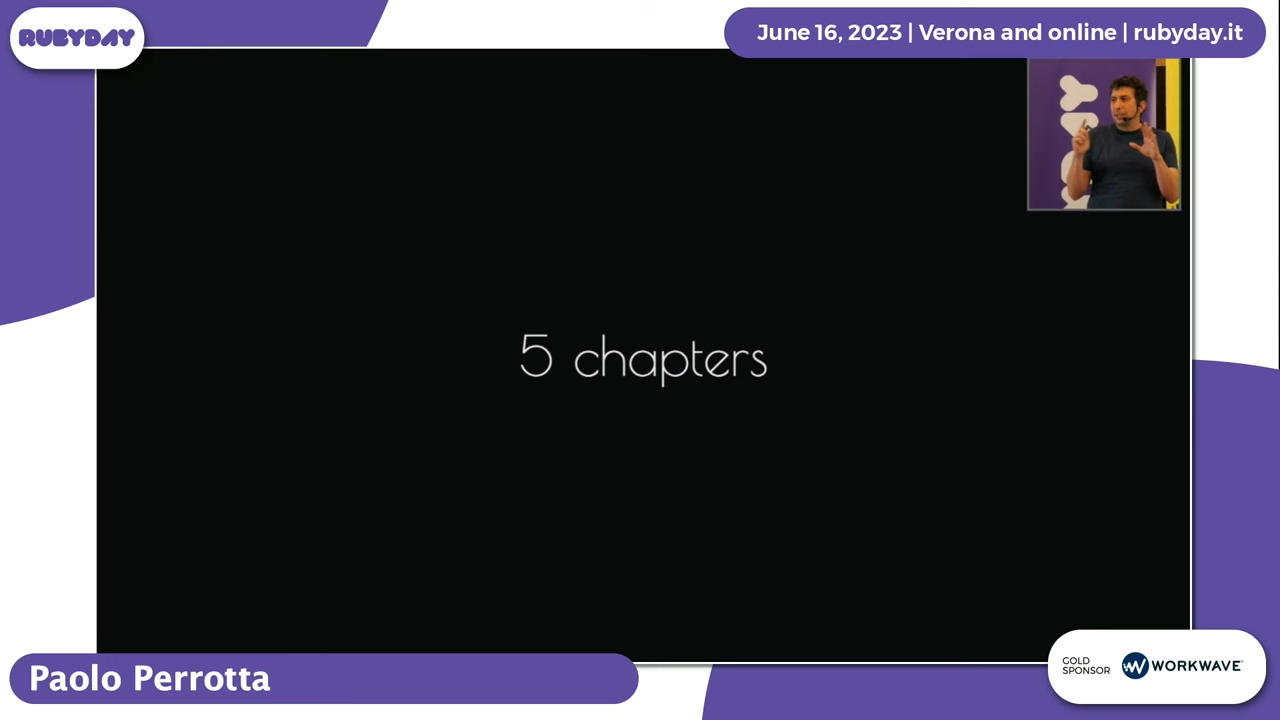 RUBYDAY
June 16, 2023 | Verona and online | rubyday.it
5 chapters
Paolo Perrotta
GOLD
SPONSOR
WORKWAVE